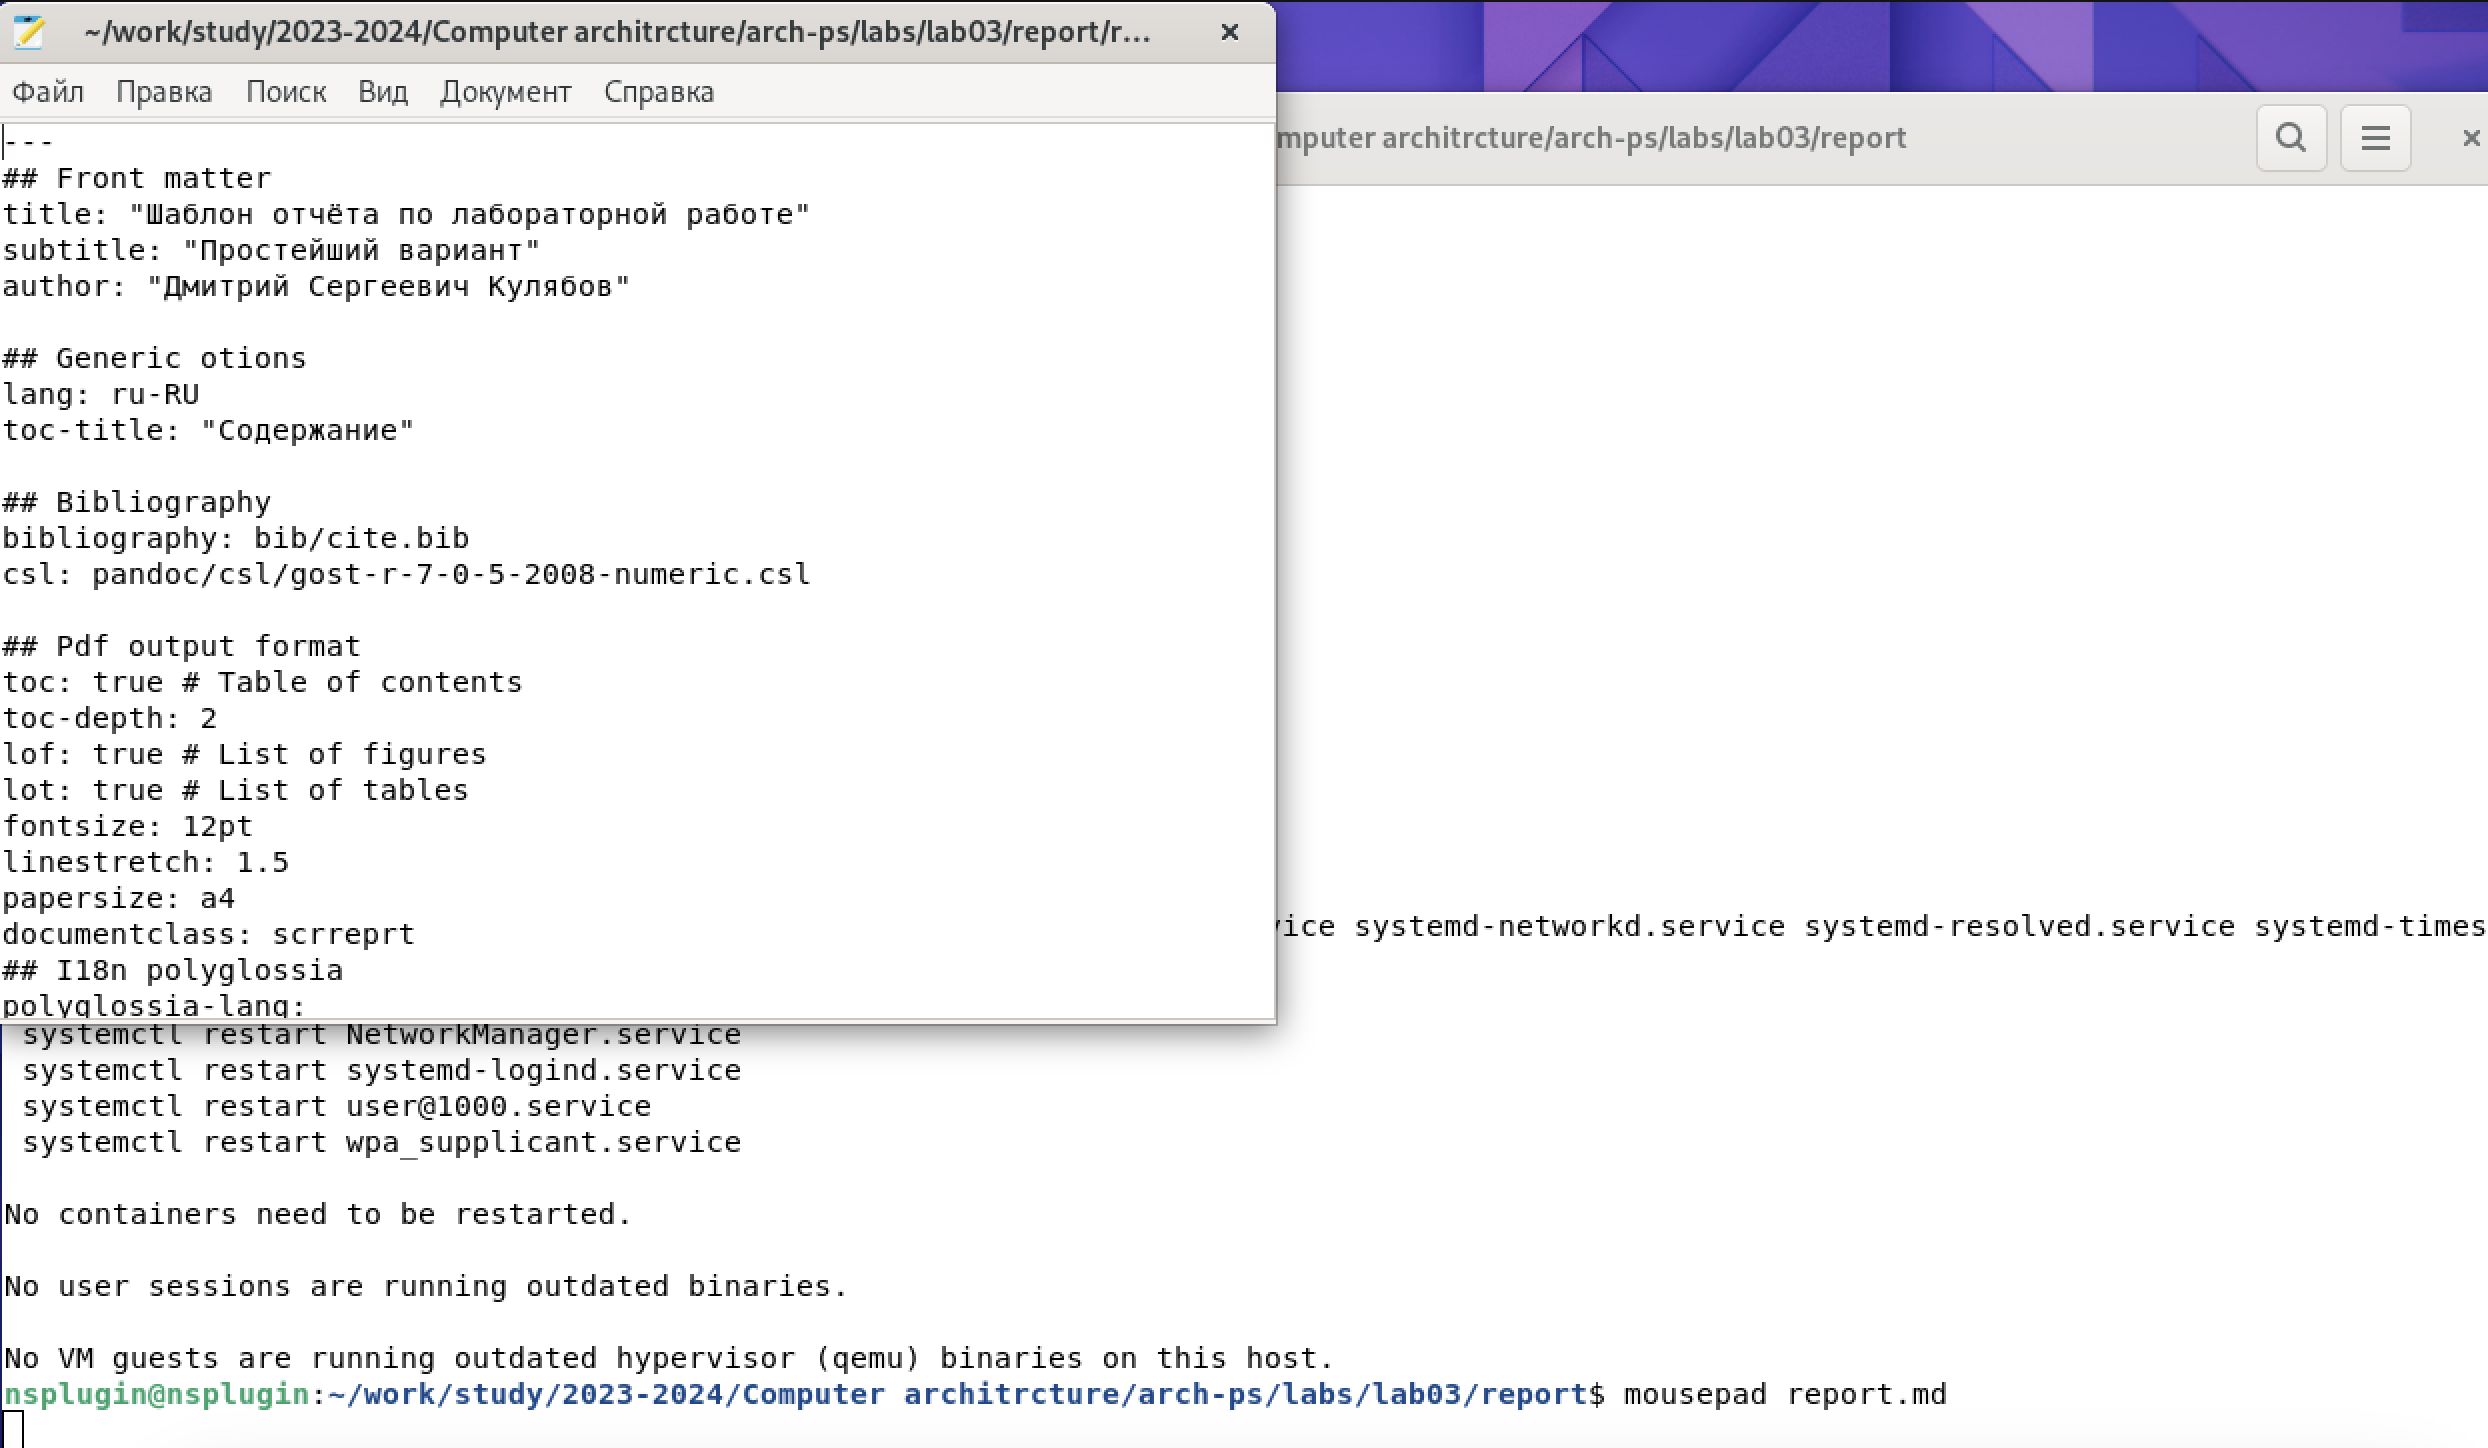 ~/work/study/2023-2024/Computer architrcture/arch-ps/labs/lab03/report/r...
Файл Правка Поиск Вид Документ Справка
---
## Front matter
title: "Шаблон отчёта по лабораторной работе"
subtitle: "Простейший вариант"
author: "Дмитрий Сергеевич Кулябов"
## Generic otions
lang: ru-RU
toc-title: "Содержание"
## Bibliography
bibliography: bib/cite.bib
csl: pandoc/csl/gost-r-7-0-5-2008-numeric.csl
## Pdf output format
toc: true # Table of contents
toc-depth: 2
lof: true # List of figures
lot: true # List of tables
fontsize: 12pt
linestretch: 1.5
papersize: a4
documentclass: scrreprt
## I18n polyglossia
polyglossia-lang:
mputer architrcture/arch-ps/labs/lab03/report
vice systemd-networkd.service systemd-resolved.service systemd-times
systemctl restart NetworkManager.service
systemctl restart systemd-logind.service
systemctl restart user@1000.service
systemctl restart wpa_supplicant.service
No containers need to be restarted.
No user sessions are running outdated binaries.
No VM guests are running outdated hypervisor (qemu) binaries on this host.
nsplugin@nsplugin:~/work/study/2023-2024/Computer architrcture/arch-ps/labs/lab03/report$ mousepad report.md